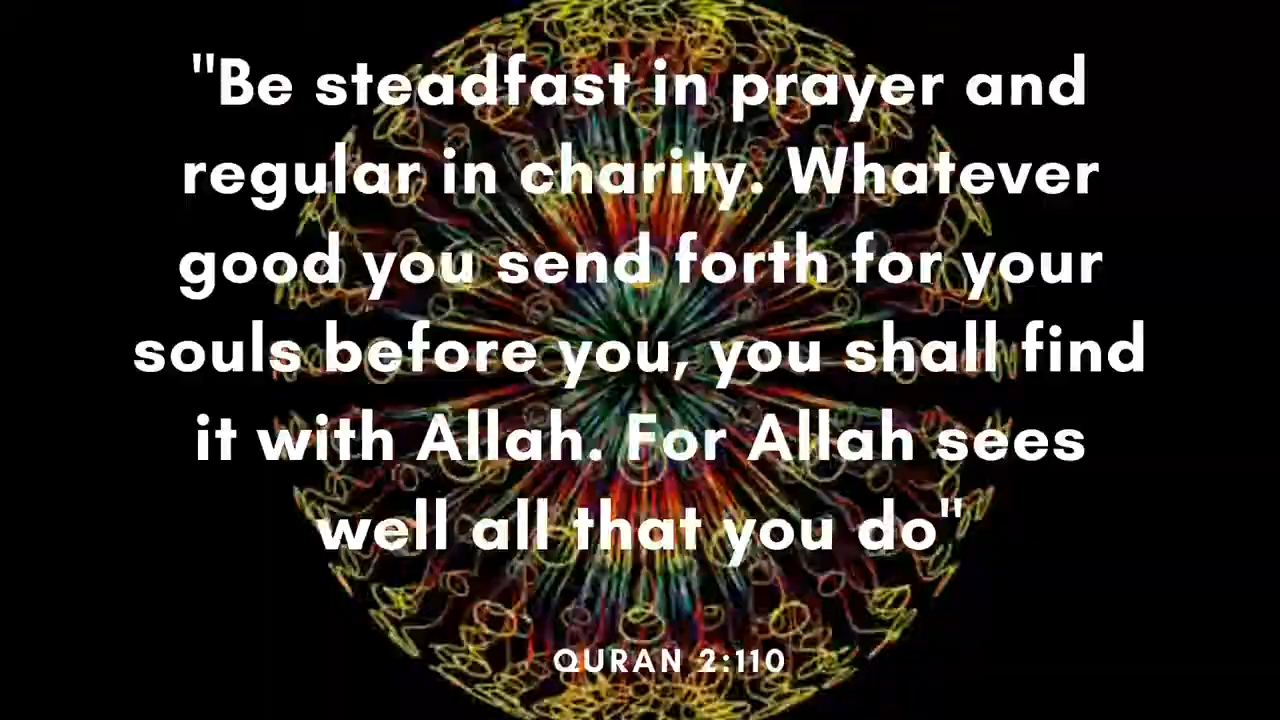 "Be steadfast in prayer and
regular in charity. Whatever
good you send forth for your
souls before you, you shall find
it with Allah. For Allah sees
well all that you do"
QURAN 2:110